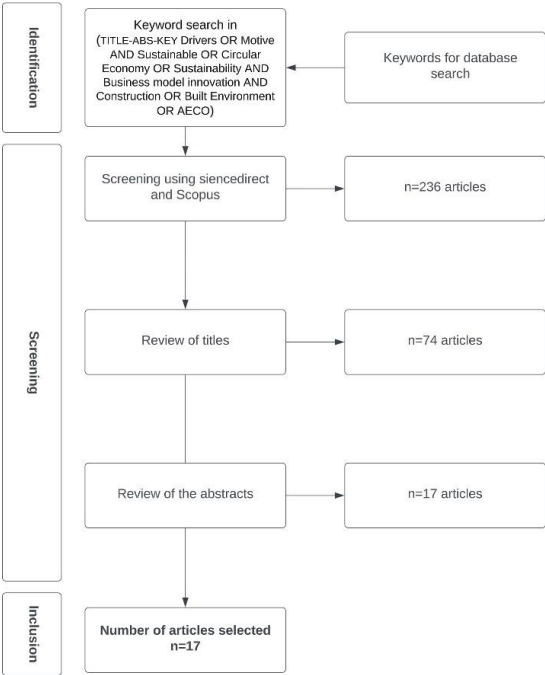 Identification
Keyword search in
(TITLE-ABS-KEY Drivers OR Motive
AND Sustainable OR Circular
Economy OR Sustainability AND
Business model innovation AND
Construction OR Built Environment
OR AECO)
Keywords for database
search
Screening
Screening using siencedirect
and Scopus
n=236 articles
Review of titles
n=74 articles
Review of the abstracts
n=17 articles
Inclusion
Number of articles selected
n=17